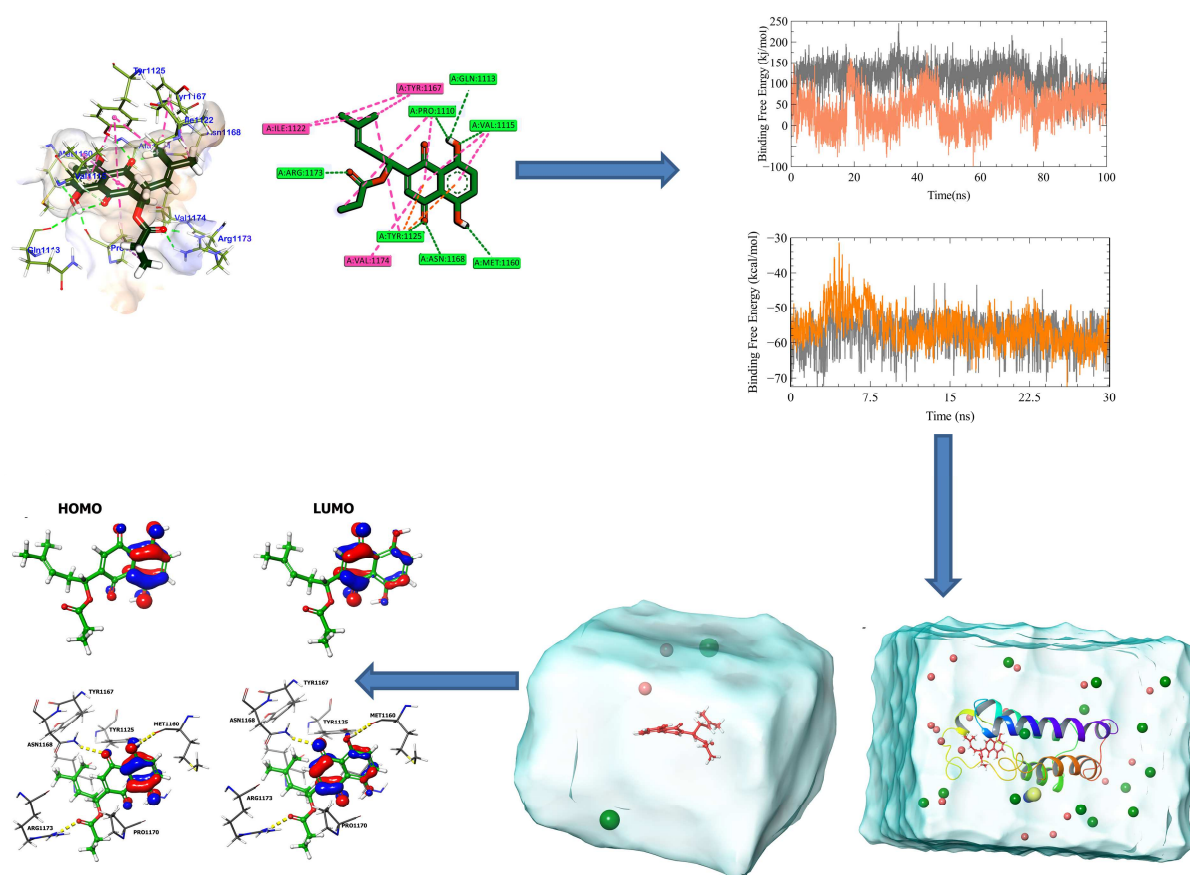 Tyr1167
Ile1122
Asn1168
Val1174
Arg1173
Gln1113
A:GLN:1113
A:TYR:1167
A:PRO:1110
A:ILE:1122
A:VAL:1115
A:ARG:1173
A:TYR:1125
A:VAL:1174
A:ASN:1168
A:MET:1160
Binding Free Enrgy (kj/mol)
250
200
150
100
50
0
−50
−100
0 20 40 60 80 100
Time(ns)
Binding Free Energy (kcal/mol)
−30
−40
−50
−60
−70
0 7.5 15 22.5 30
Time (ns)
HOMO
LUMO
TYR1167
ASN1168
TYR1125
MET1160
ARG1173
PRO1170
TYR1167
ASN1168
TYR1125
MET1160
ARG1173
PRO1170